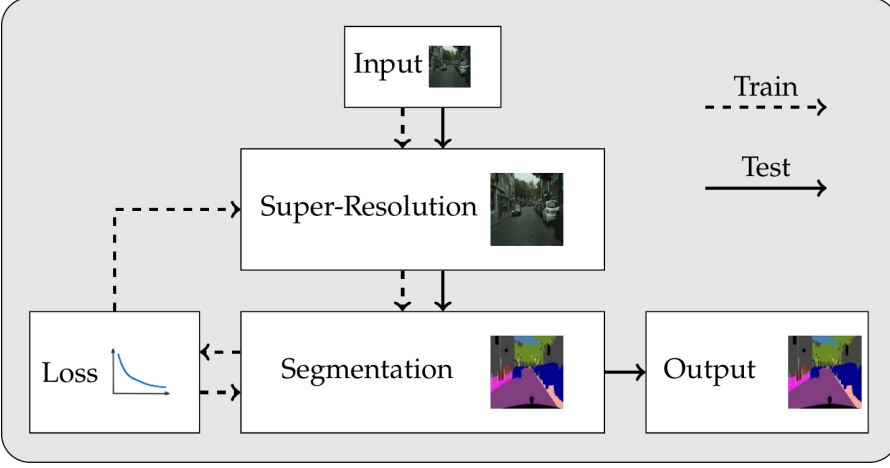 Input
Train
Test
Super-Resolution
Loss
Segmentation
Output